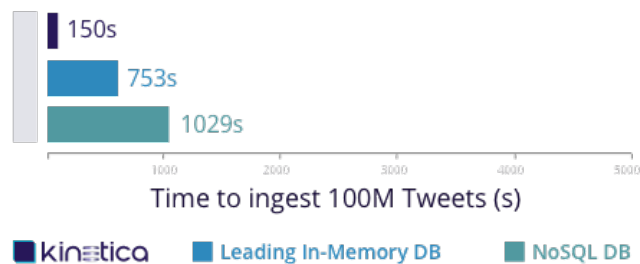 150s
753s
1029s
1000 2000 3000 4000 5000
Time to ingest 100M Tweets (s)
kinetica Leading In-Memory DB NoSQL DB